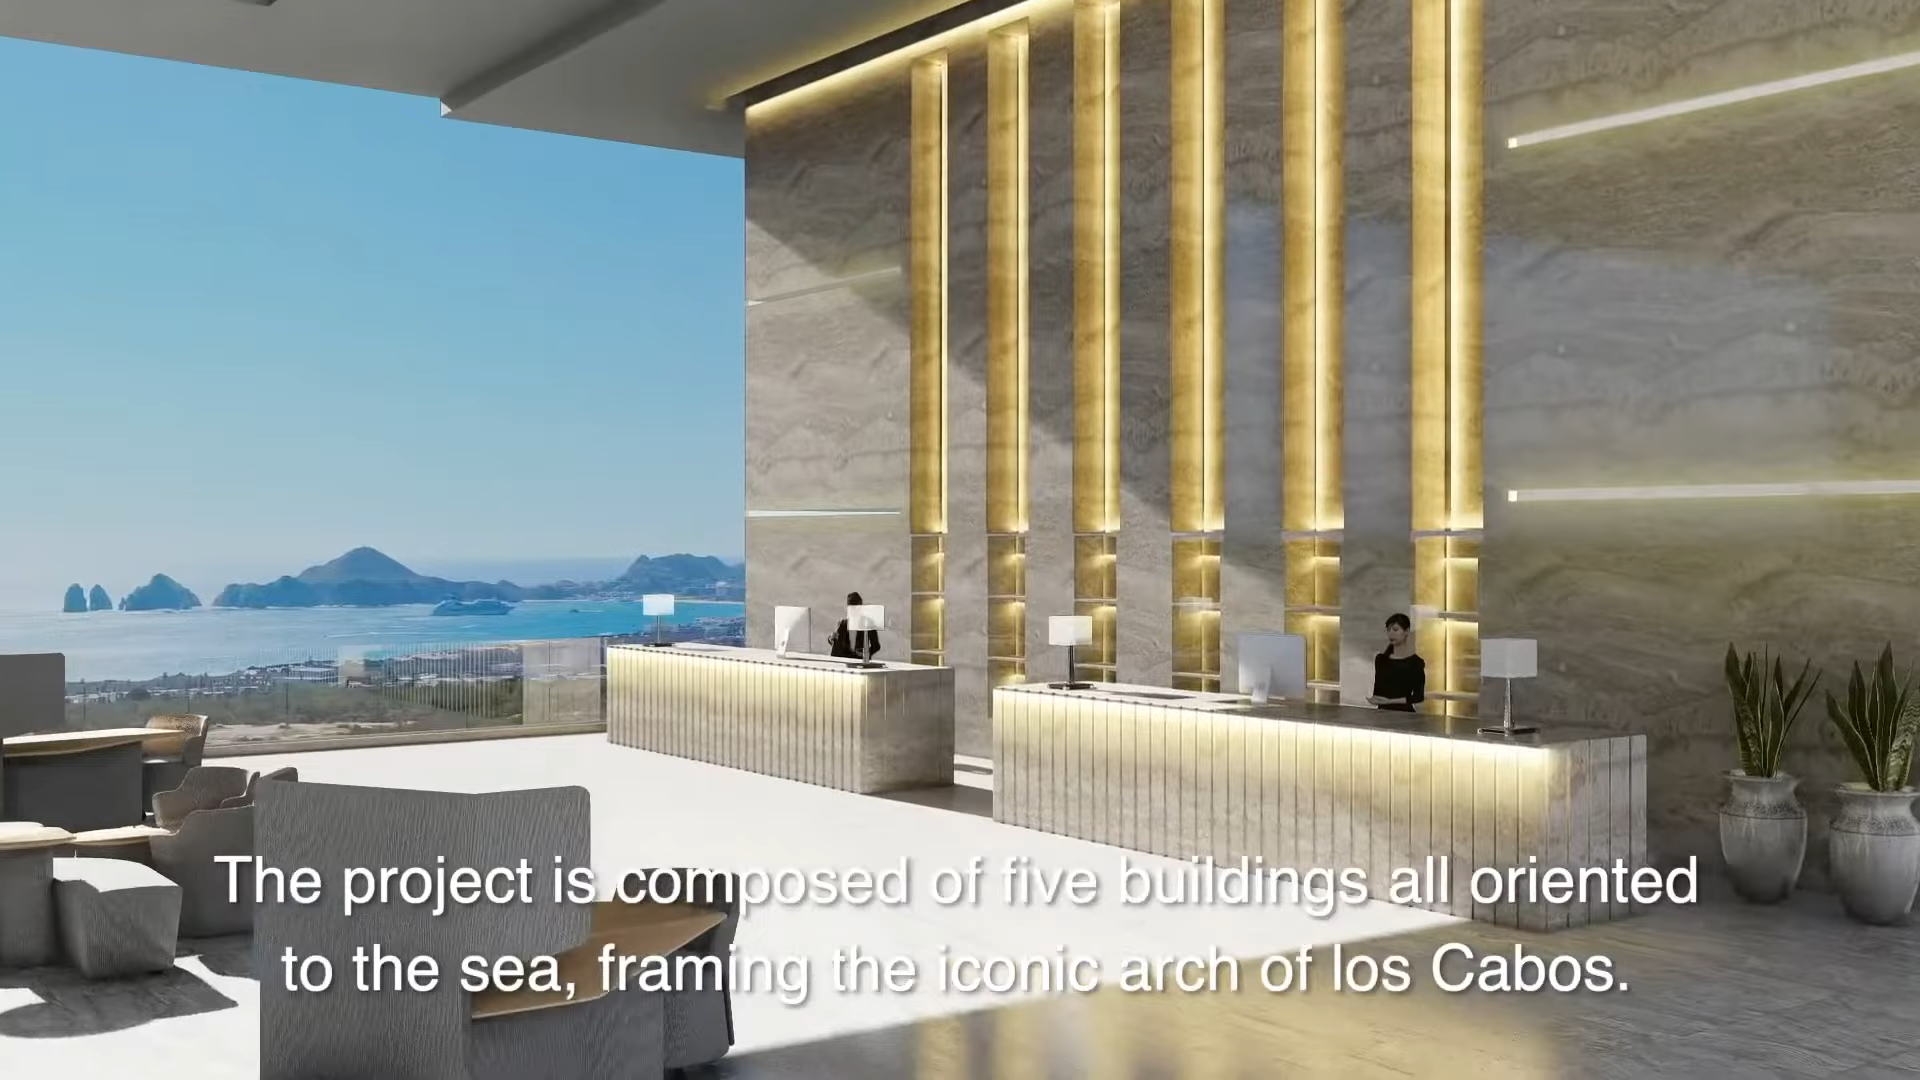 The project is composed of five buildings all oriented
to the sea, framing the iconic arch of los Cabos.